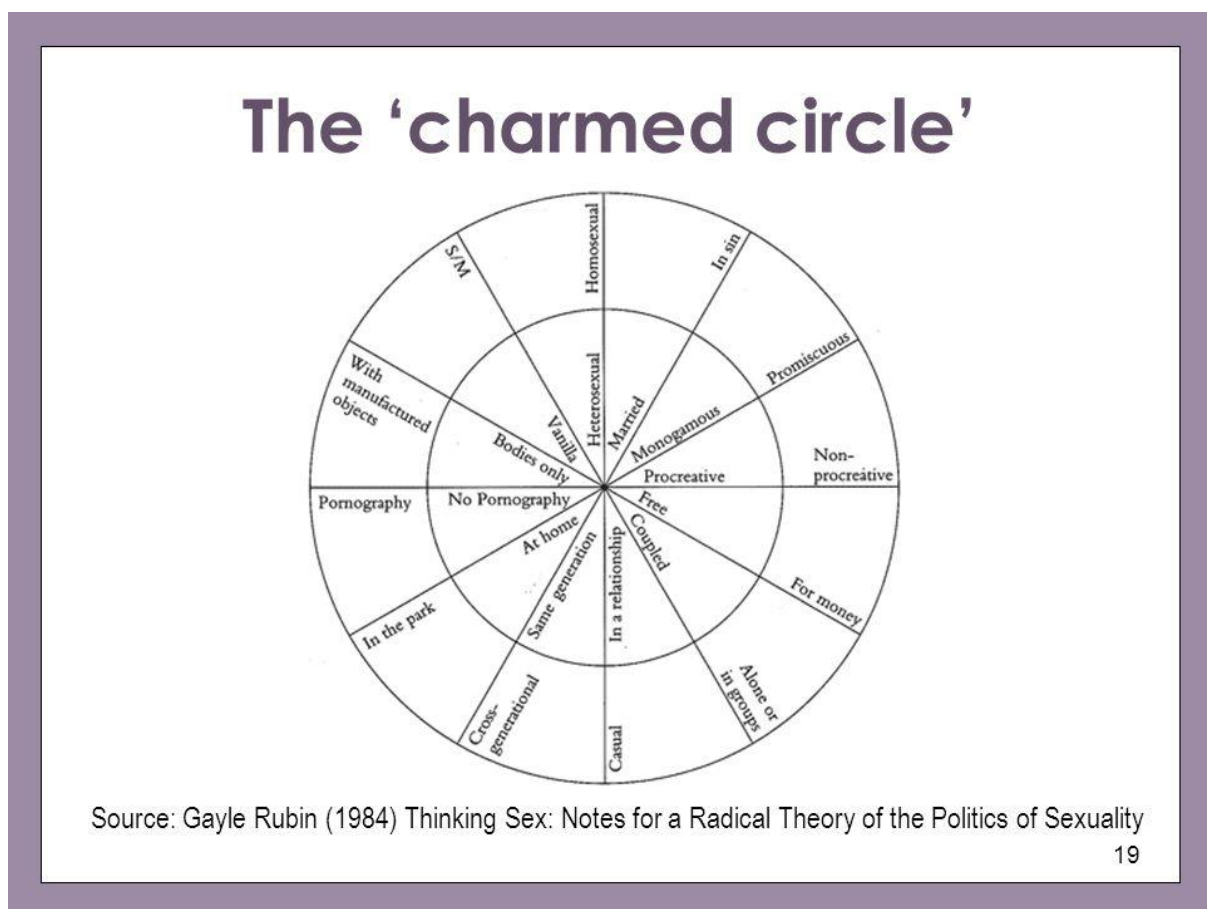 The ‘charmed circle’
Homosexual
In sin
Promiscuous
Non-
procreative
For money
Alone or
in groups
Casual
Cross-
generational
In the park
Pornography
With
manufactured
objects
S/M
Heterosexual
Married
Monogamous
Procreative
Free
Coupled
In a relationship
Same generation
At home
No Pornography
Bodies only
Vanilla
Source: Gayle Rubin (1984) Thinking Sex: Notes for a Radical Theory of the Politics of Sexuality
19